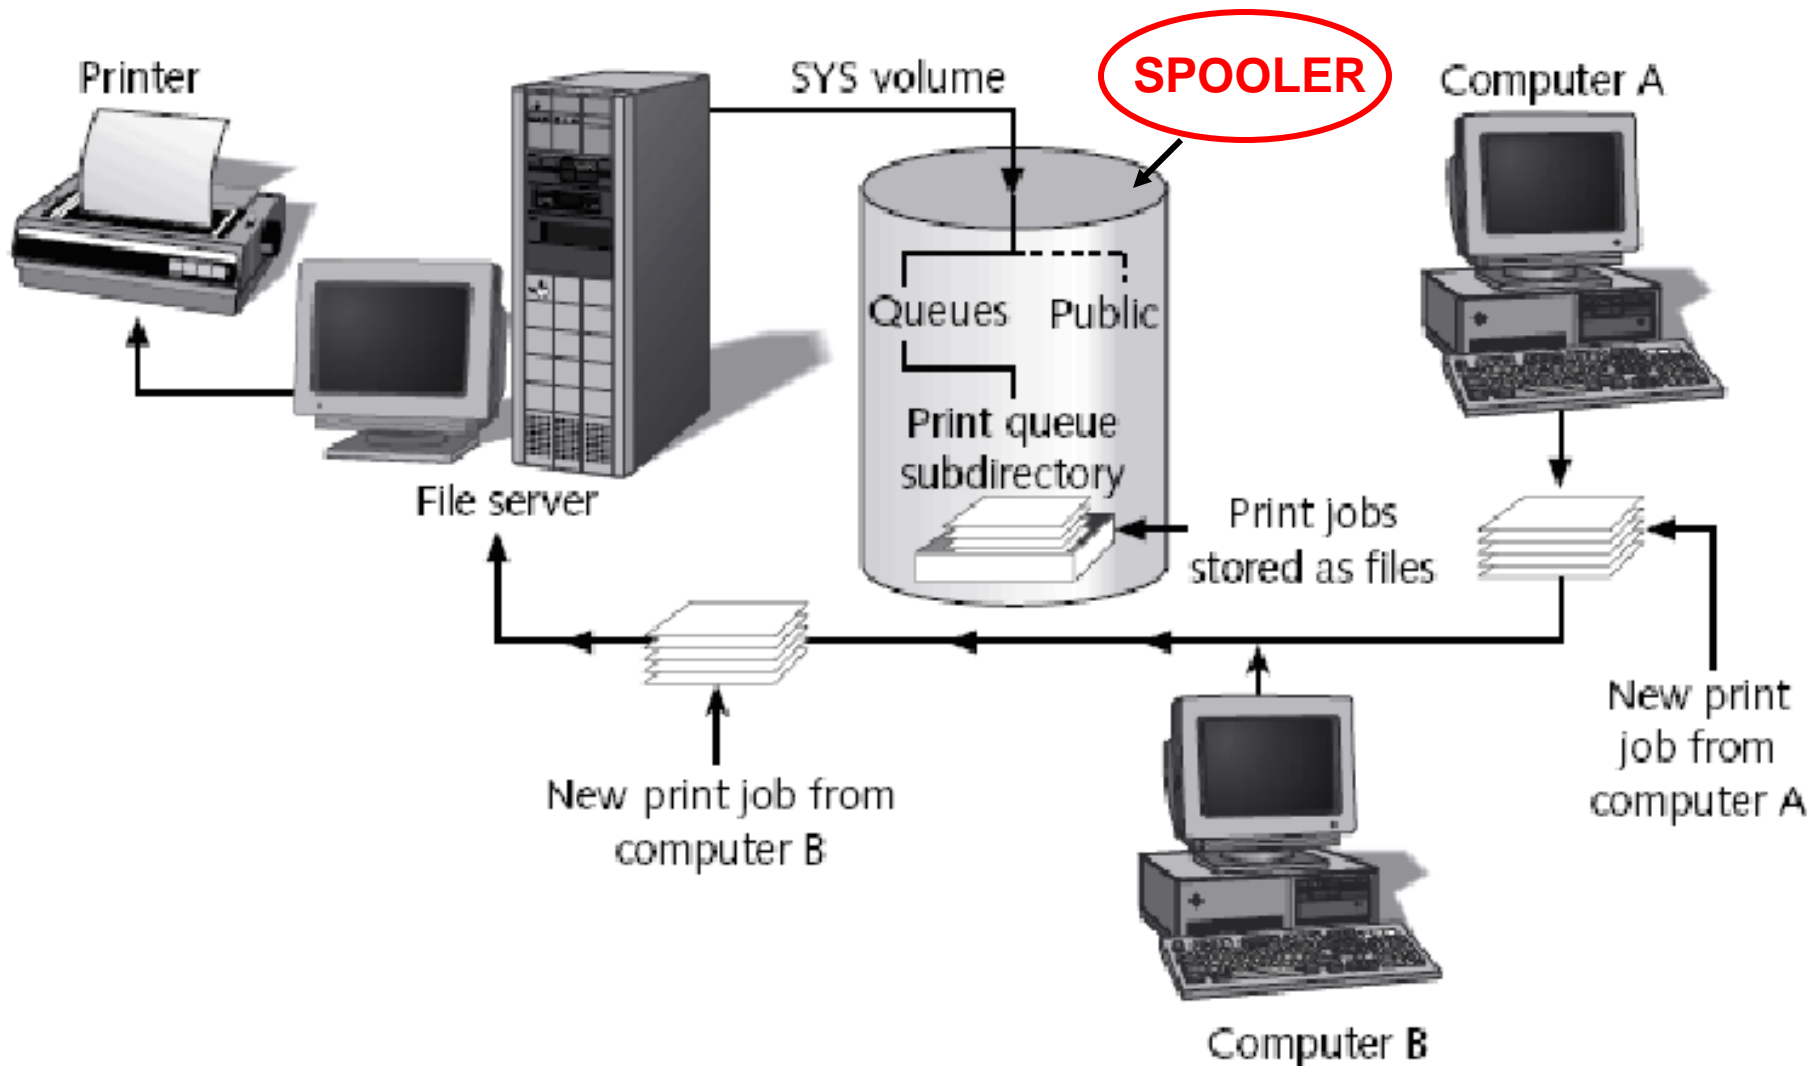 Printer
SYS volume
SPOOLER
Computer A
Queues
Public
Print queue
subdirectory
File server
Print jobs
stored as files
New print job from
computer B
New print
job from
computer A
Computer B